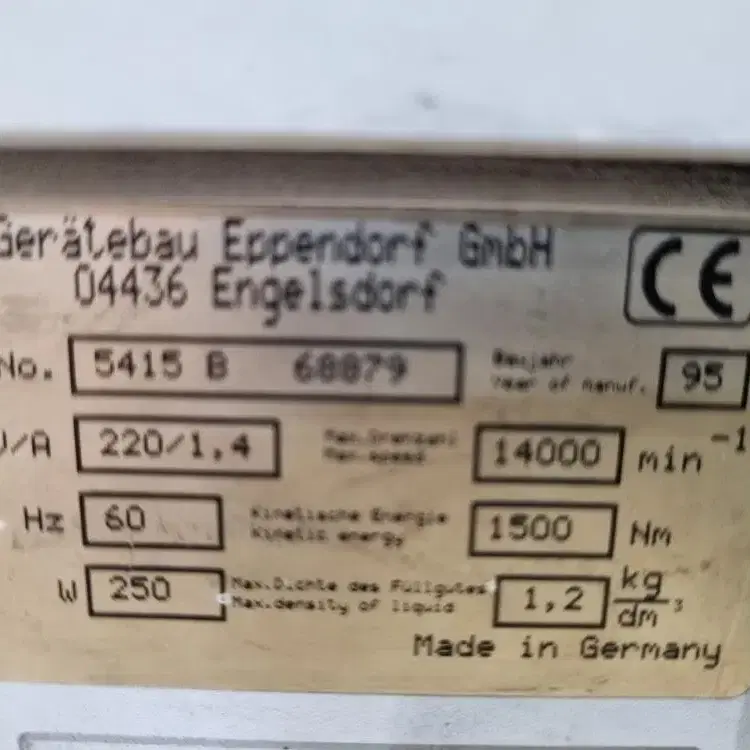 Gerätebau Eppendorf GmbH
04436 Engelsdorf
CE
No. 5415 B 68879
Baujahr
Year of manuf. 95
V/A 220/1,4
Max.Drehzahl
Max.speed
14000 min⁻¹
Hz 60
Kinetische Energie
Kinetic energy
1500 Nm
W 250
Max.Dichte des Füllgutes
Max.density of liquid
1,2 kg/dm³
Made in Germany